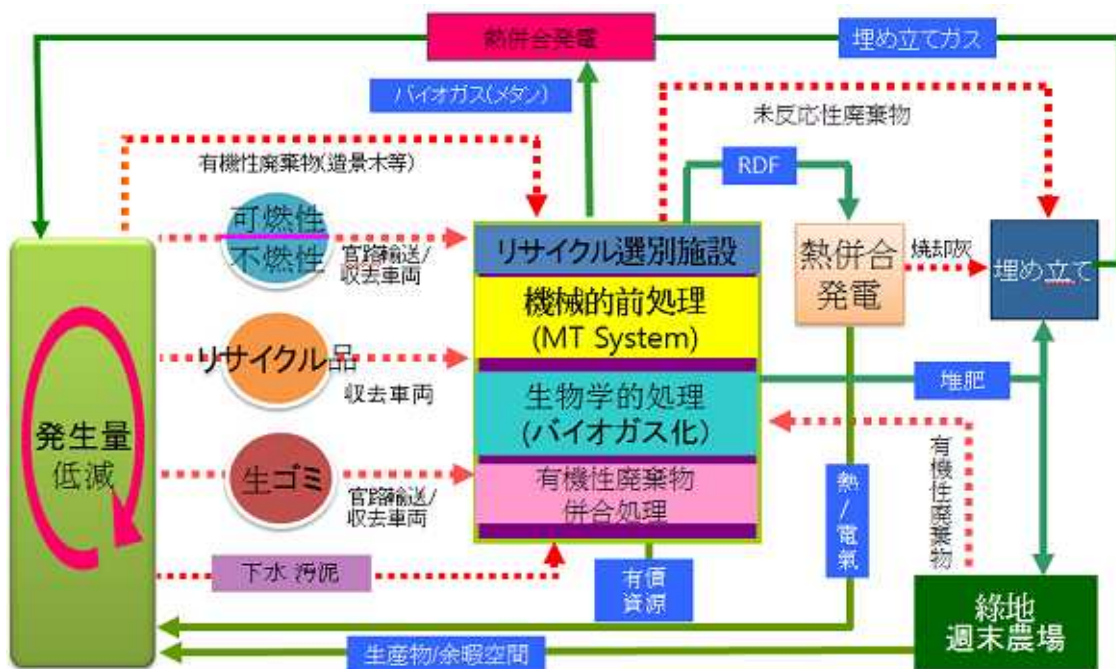 熱併合発電
埋め立てガス
バイオガス(メタン)
未反応性廃棄物
有機性廃棄物(造景木等)
RDF
可燃性
不燃性
官路輸送/
収去車両
リサイクル選別施設
熱併合
発電
焼却灰
埋め立て
機械的前処理
(MT System)
リサイクル品
収去車両
堆肥
生物学的処理
(バイオガス化)
発生量
低減
生ゴミ
官路輸送/
収去車両
有機性廃棄物
併合処理
熱/電氣
有機性廃棄物
下水 汚泥
有價
資源
綠地
週末農場
生産物/余暇空間